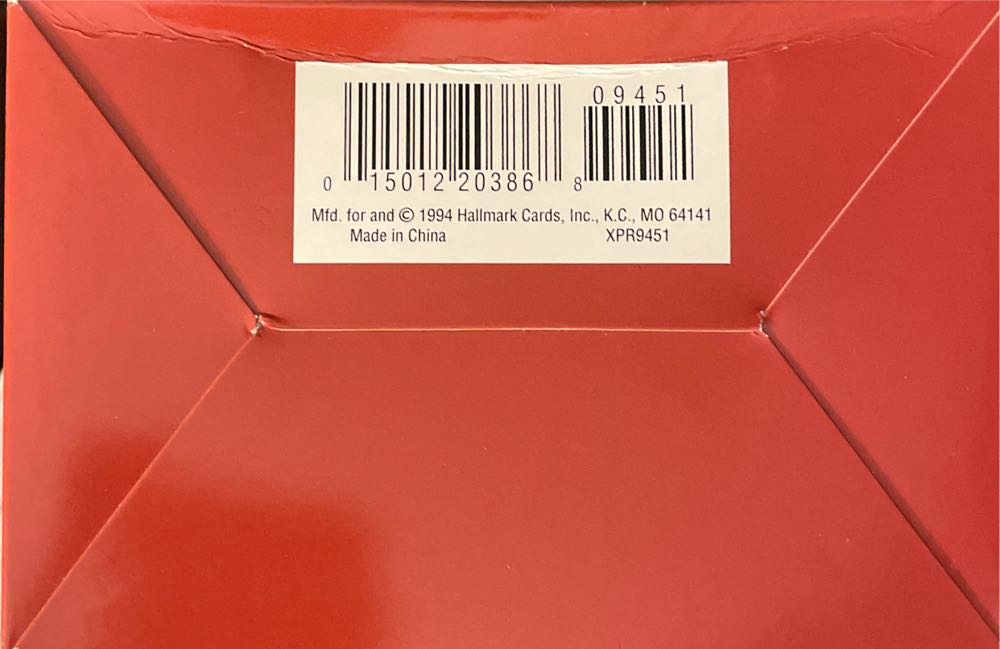 09451
0 15012 20386 8
Mfd. for and © 1994 Hallmark Cards, Inc., K.C., MO 64141
Made in China XPR9451